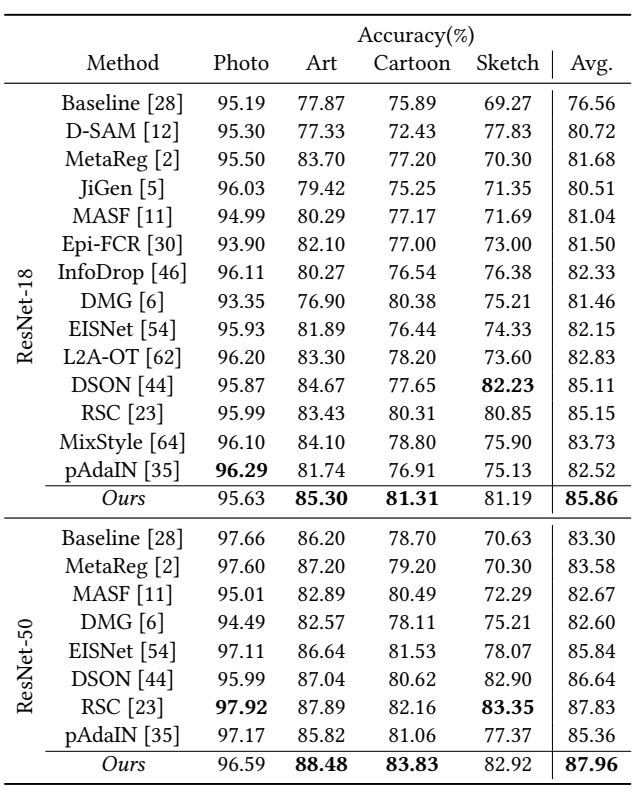 Accuracy(%)
Method Photo Art Cartoon Sketch Avg.
ResNet-18
Baseline [28] 95.19 77.87 75.89 69.27 76.56
D-SAM [12] 95.30 77.33 72.43 77.83 80.72
MetaReg [2] 95.50 83.70 77.20 70.30 81.68
JiGen [5] 96.03 79.42 75.25 71.35 80.51
MASF [11] 94.99 80.29 77.17 71.69 81.04
Epi-FCR [30] 93.90 82.10 77.00 73.00 81.50
InfoDrop [46] 96.11 80.27 76.54 76.38 82.33
DMG [6] 93.35 76.90 80.38 75.21 81.46
EISNet [54] 95.93 81.89 76.44 74.33 82.15
L2A-OT [62] 96.20 83.30 78.20 73.60 82.83
DSON [44] 95.87 84.67 77.65 82.23 85.11
RSC [23] 95.99 83.43 80.31 80.85 85.15
MixStyle [64] 96.10 84.10 78.80 75.90 83.73
pAdaIN [35] 96.29 81.74 76.91 75.13 82.52
Ours 95.63 85.30 81.31 81.19 85.86
ResNet-50
Baseline [28] 97.66 86.20 78.70 70.63 83.30
MetaReg [2] 97.60 87.20 79.20 70.30 83.58
MASF [11] 95.01 82.89 80.49 72.29 82.67
DMG [6] 94.49 82.57 78.11 75.21 82.60
EISNet [54] 97.11 86.64 81.53 78.07 85.84
DSON [44] 95.99 87.04 80.62 82.90 86.64
RSC [23] 97.92 87.89 82.16 83.35 87.83
pAdaIN [35] 97.17 85.82 81.06 77.37 85.36
Ours 96.59 88.48 83.83 82.92 87.96